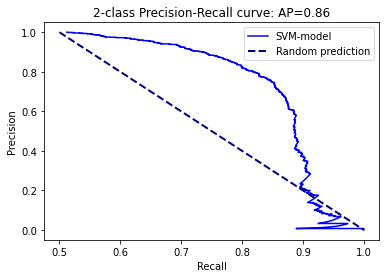 2-class Precision-Recall curve: AP=0.86
SVM-model
Random prediction
1.0
0.8
0.6
0.4
0.2
0.0
Precision
0.5 0.6 0.7 0.8 0.9 1.0
Recall